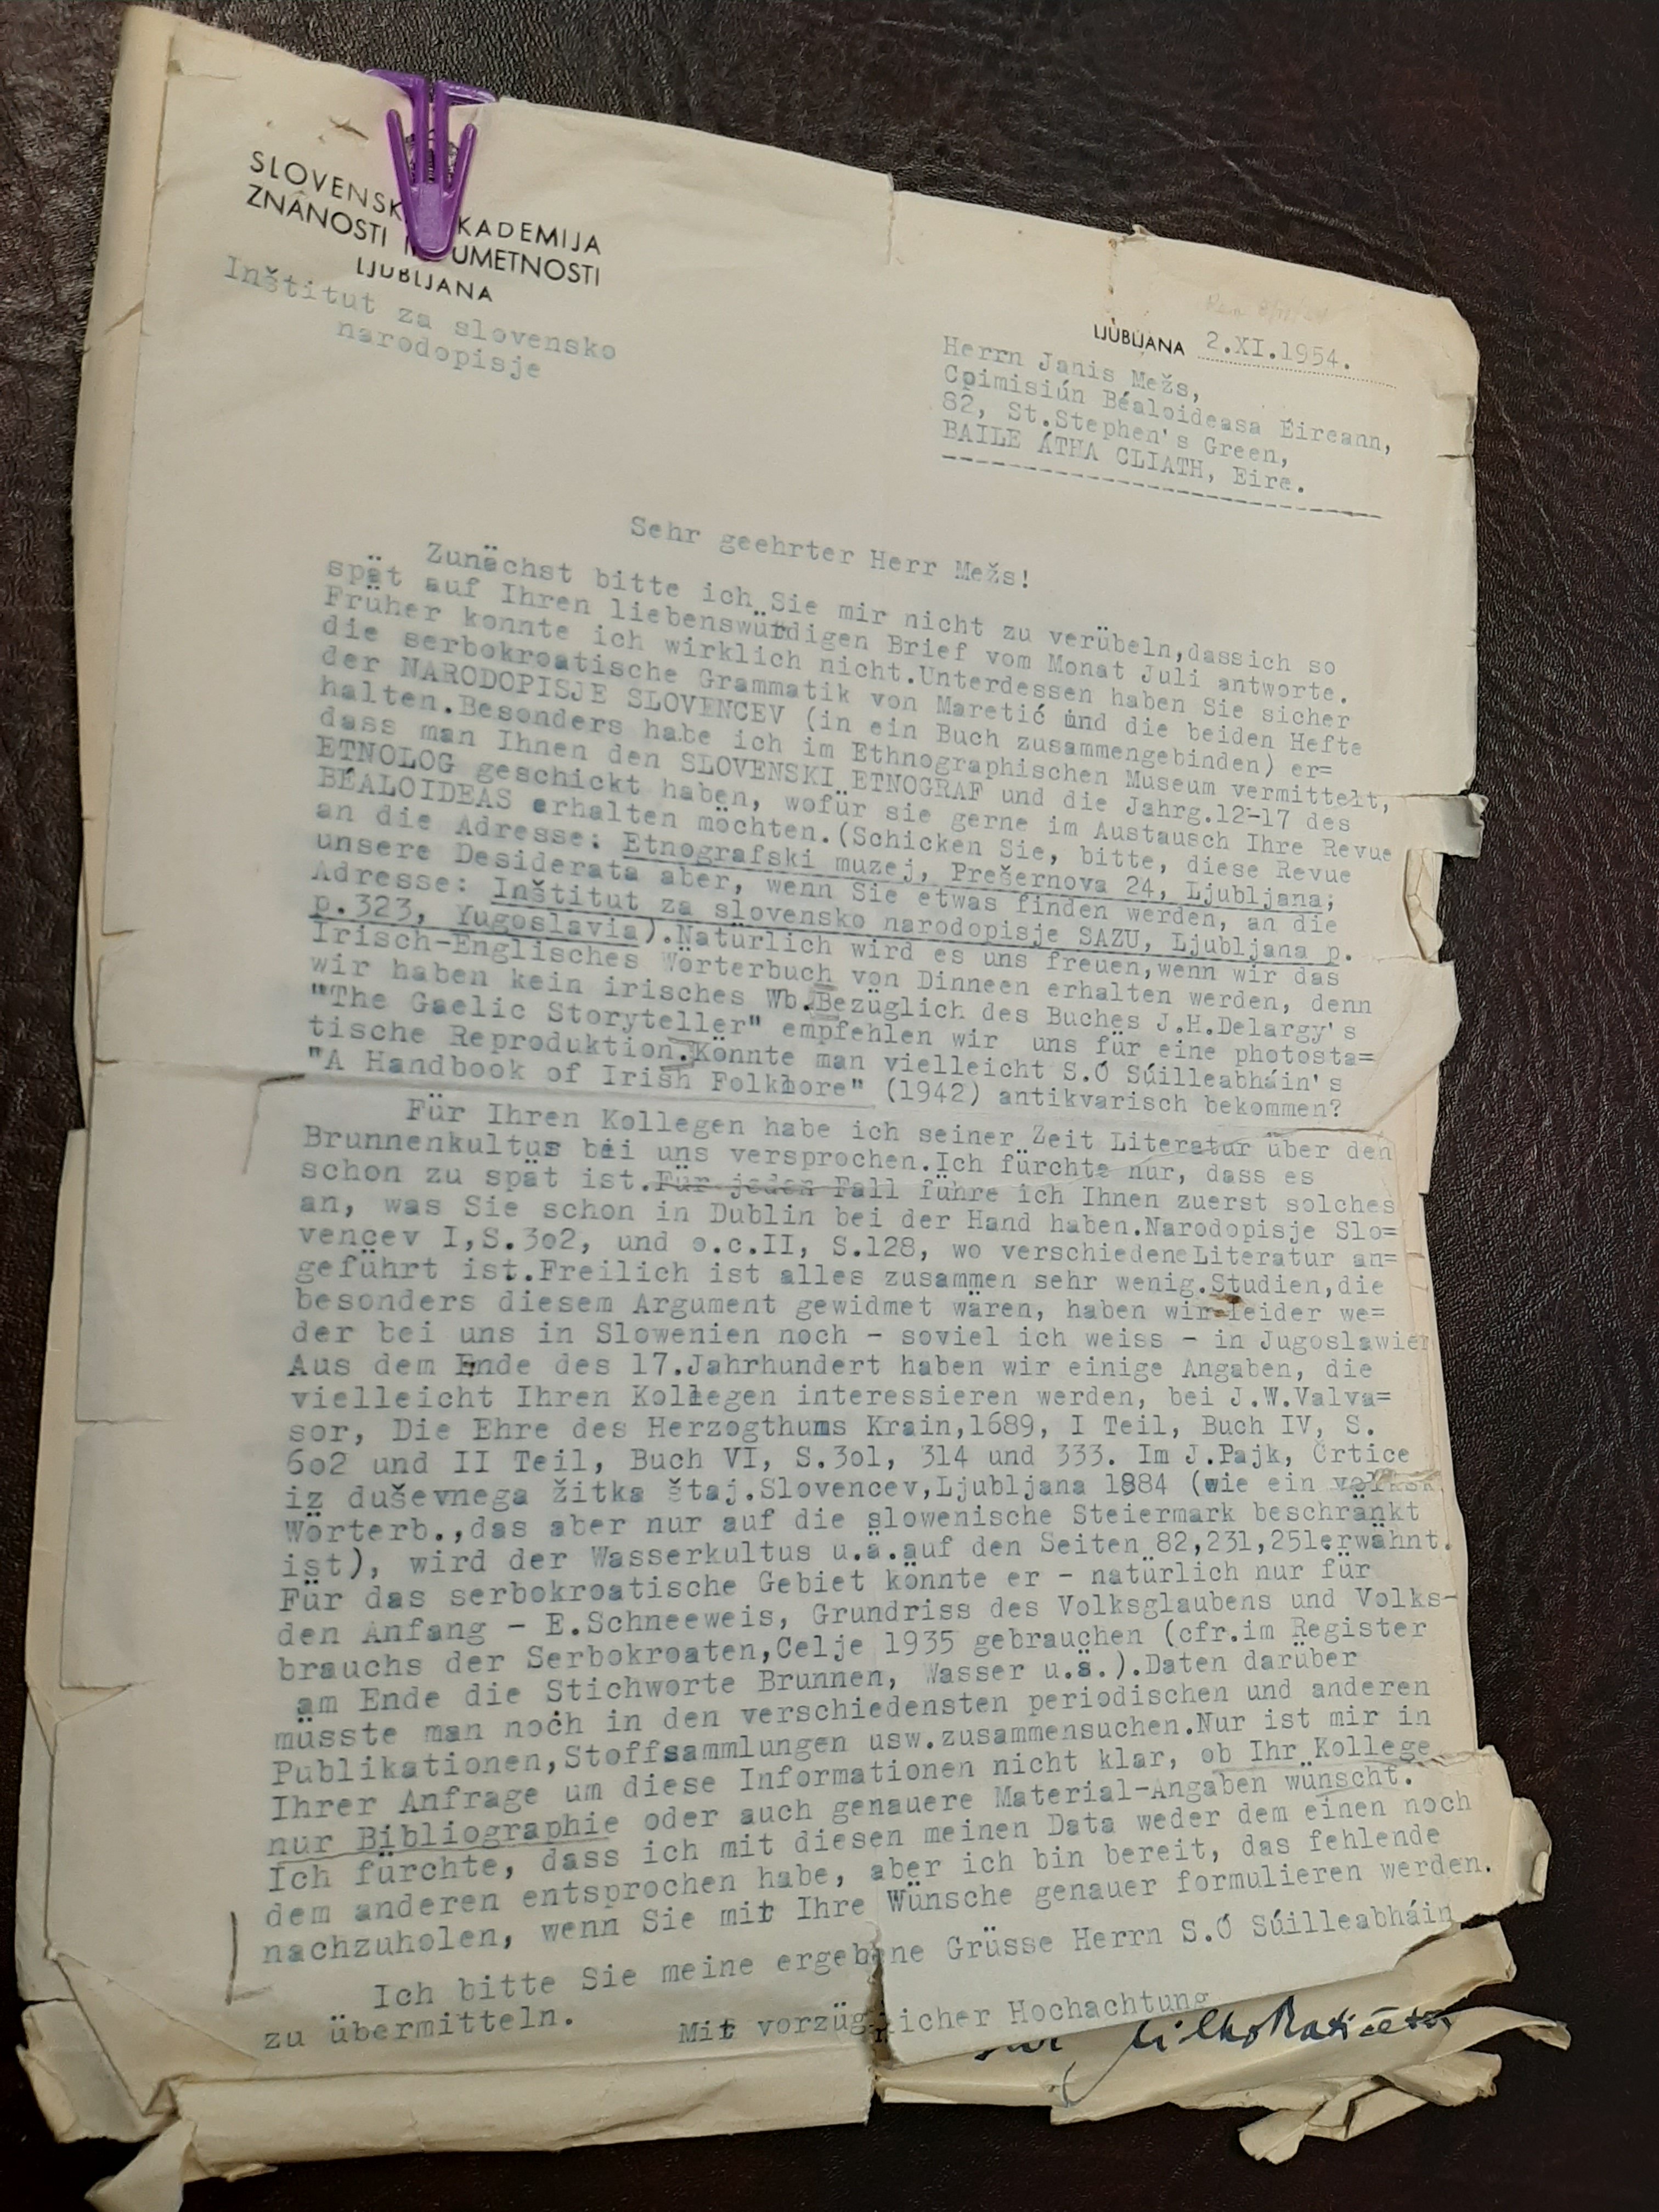 SLOVENSK KADEMIJA
ZNANOSTI UMETNOSTI
LJUBLJANA
Inštitut za slovensko
narodopisje
LJUBLJANA 2.XI.1954.
Herrn Janis Mežs,
Coimisiún Béaloideasa Éireann,
82, St.Stephen's Green,
BAILE ÁTHA CLIATH, Eire.
Sehr geehrter Herr Mežs!
Zunächst bitte ich Sie mir nicht zu verübeln,dassich so
spät auf Ihren liebenswürdigen Brief vom Monat Juli antworte.
Früher konnte ich wirklich nicht.Unterdessen haben Sie sicher
die serbokroatische Grammatik von Maretić und die beiden Hefte
der NARODOPISJE SLOVENCEV (in ein Buch zusammengebinden) er=
halten.Besonders habe ich im Ethnographischen Museum vermittelt,
dass man Ihnen den SLOVENSKI ETNOGRAF und die Jahrg.12-17 des
ETNOLOG geschickt haben, wofür sie gerne im Austausch Ihre Revue
BÉALOIDEAS erhalten möchten.(Schicken Sie, bitte, diese Revue
an die Adresse: Etnografski muzej, Prešernova 24, Ljubljana;
unsere Desiderata aber, wenn Sie etwas finden werden, an die
Adresse: Inštitut za slovensko narodopisje SAZU, Ljubljana p.
p.323, Yugoslavia).Natürlich wird es uns freuen,wenn wir das
Irisch-Englisches Wörterbuch von Dinneen erhalten werden, denn
wir haben kein irisches Wb.Bezüglich des Buches J.H.Delargy's
"The Gaelic Storyteller" empfehlen wir uns für eine photosta=
tische Reproduktion.Könnte man vielleicht S.Ó Súilleabháin's
"A Handbook of Irish Folklore" (1942) antikvarisch bekommen?
Für Ihren Kollegen habe ich seiner Zeit Literatur über den
Brunnenkultus bei uns versprochen.Ich fürchte nur, dass es
schon zu spät ist.Für jeden Fall führe ich Ihnen zuerst solches
an, was Sie schon in Dublin bei der Hand haben.Narodopisje Slo=
vencev I,S.3o2, und o.c.II, S.128, wo verschiedeneLiteratur an=
geführt ist.Freilich ist alles zusammen sehr wenig.Studien,die
besonders diesem Argument gewidmet wären, haben wir leider we=
der bei uns in Slowenien noch - soviel ich weiss - in Jugoslawien
Aus dem Ende des 17.Jahrhundert haben wir einige Angaben, die
vielleicht Ihren Kollegen interessieren werden, bei J.W.Valva=
sor, Die Ehre des Herzogthums Krain,1689, I Teil, Buch IV, S.
6o2 und II Teil, Buch VI, S.3o1, 314 und 333. Im J.Pajk, Črtice
iz duševnega žitka štaj.Slovencev,Ljubljana 1884 (wie ein volksk.
Wörterb.,das aber nur auf die slowenische Steiermark beschränkt
ist), wird der Wasserkultus u.ä.auf den Seiten 82,231,251erwähnt.
Für das serbokroatische Gebiet könnte er - natürlich nur für
den Anfang - E.Schneeweis, Grundriss des Volksglaubens und Volks-
brauchs der Serbokroaten,Celje 1935 gebrauchen (cfr.im Register
am Ende die Stichworte Brunnen, Wasser u.ä.).Daten darüber
müsste man noch in den verschiedensten periodischen und anderen
Publikationen,Stoffsammlungen usw.zusammensuchen.Nur ist mir in
Ihrer Anfrage um diese Informationen nicht klar, ob Ihr Kollege
nur Bibliographie oder auch genauere Material-Angaben wünscht.
Ich fürchte, dass ich mit diesen meinen Data weder dem einen noch
dem anderen entsprochen habe, aber ich bin bereit, das fehlende
nachzuholen, wenn Sie mir Ihre Wünsche genauer formulieren werden.
Ich bitte Sie meine ergebene Grüsse Herrn S.Ó Súilleabháin
zu übermitteln.
Mit vorzüglicher Hochachtung
Milko Matičetov